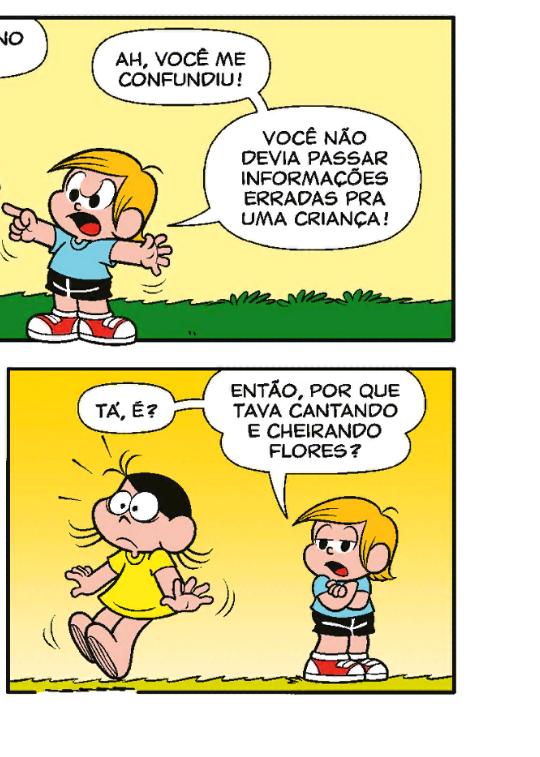 AH, VOCÊ ME
CONFUNDIU!
VOCÊ NÃO
DEVIA PASSAR
INFORMAÇÕES
ERRADAS PRA
UMA CRIANÇA!
TÁ, É?
ENTÃO, POR QUE
TAVA CANTANDO
E CHEIRANDO
FLORES?